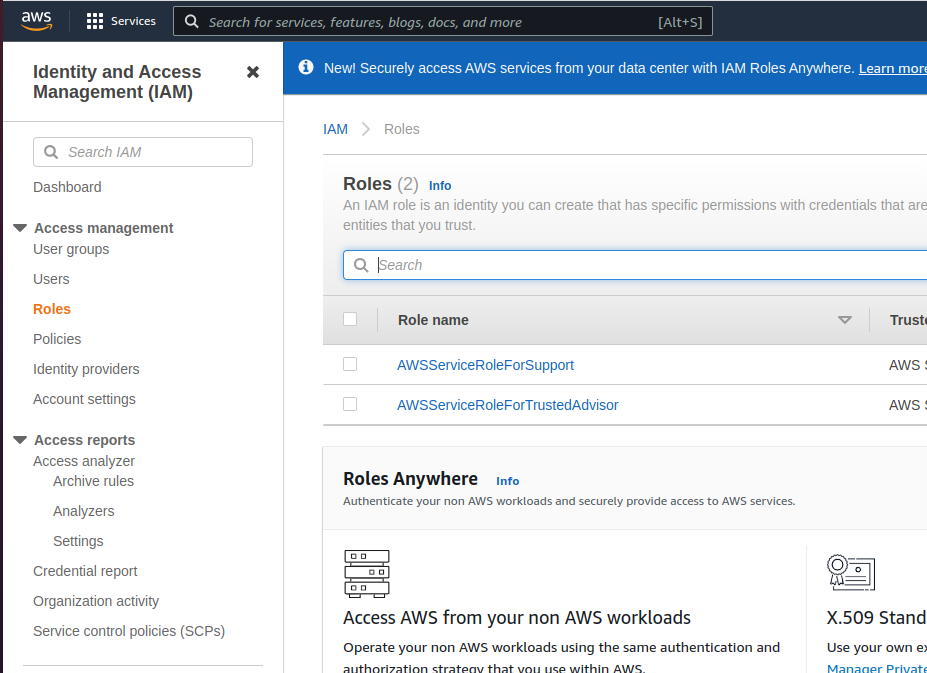 aws
Services
Search for services, features, blogs, docs, and more
[Alt+S]
Identity and Access
Management (IAM)
Search IAM
Dashboard
Access management
User groups
Users
Roles
Policies
Identity providers
Account settings
Access reports
Access analyzer
Archive rules
Analyzers
Settings
Credential report
Organization activity
Service control policies (SCPs)
New! Securely access AWS services from your data center with IAM Roles Anywhere. Learn more
IAM
Roles
Roles (2) Info
An IAM role is an identity you can create that has specific permissions with credentials that are
entities that you trust.
Search
Role name
AWSServiceRoleForSupport
AWS
AWSServiceRoleForTrustedAdvisor
AWS
Roles Anywhere Info
Authenticate your non AWS workloads and securely provide access to AWS services.
Access AWS from your non AWS workloads
Operate your non AWS workloads using the same authentication and
authorization strategy that you use within AWS.
X.509
Use your own
Manager